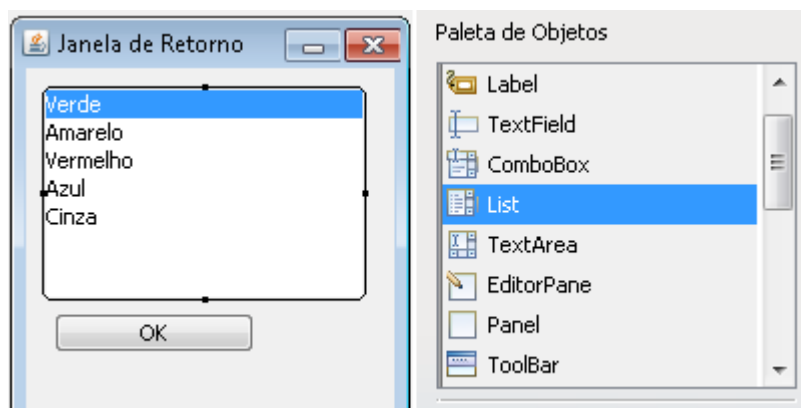 Janela de Retorno
Verde
Amarelo
Vermelho
Azul
Cinza
OK
Paleta de Objetos
Label
TextField
ComboBox
List
TextArea
EditorPane
Panel
ToolBar